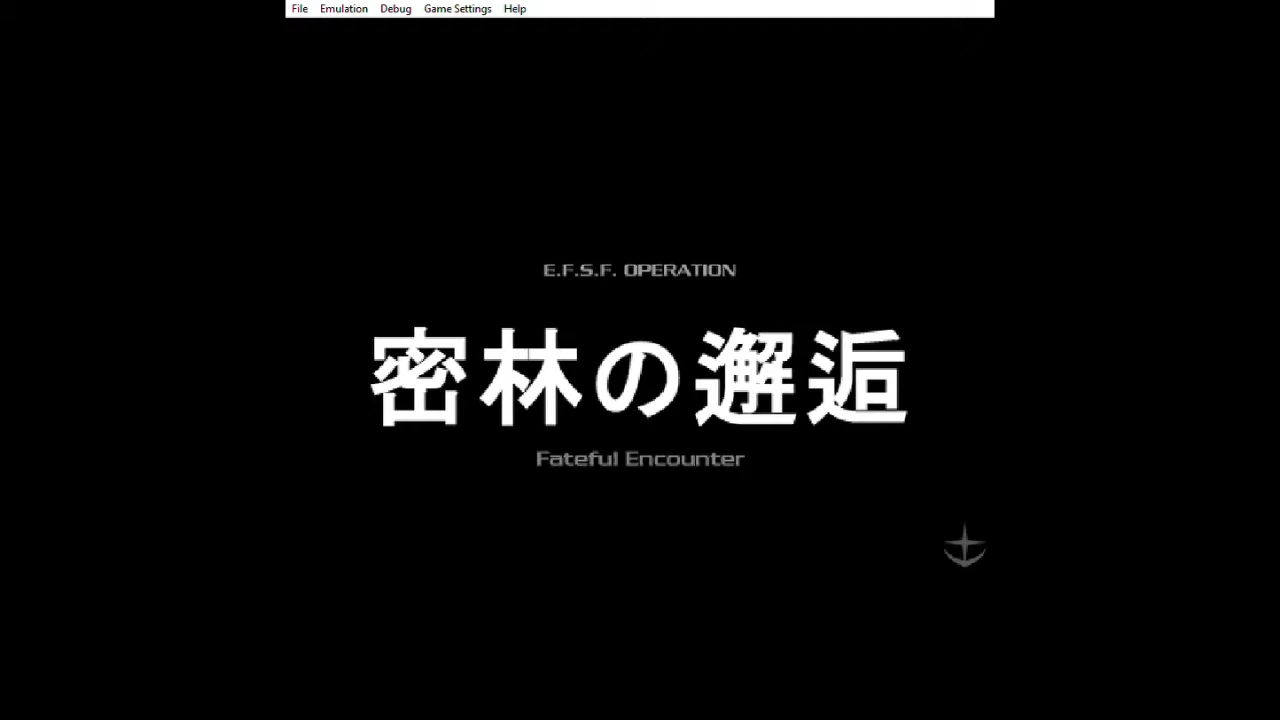 File Emulation Debug Game Settings Help
E.F.S.F. OPERATION
密林の邂逅
Fateful Encounter